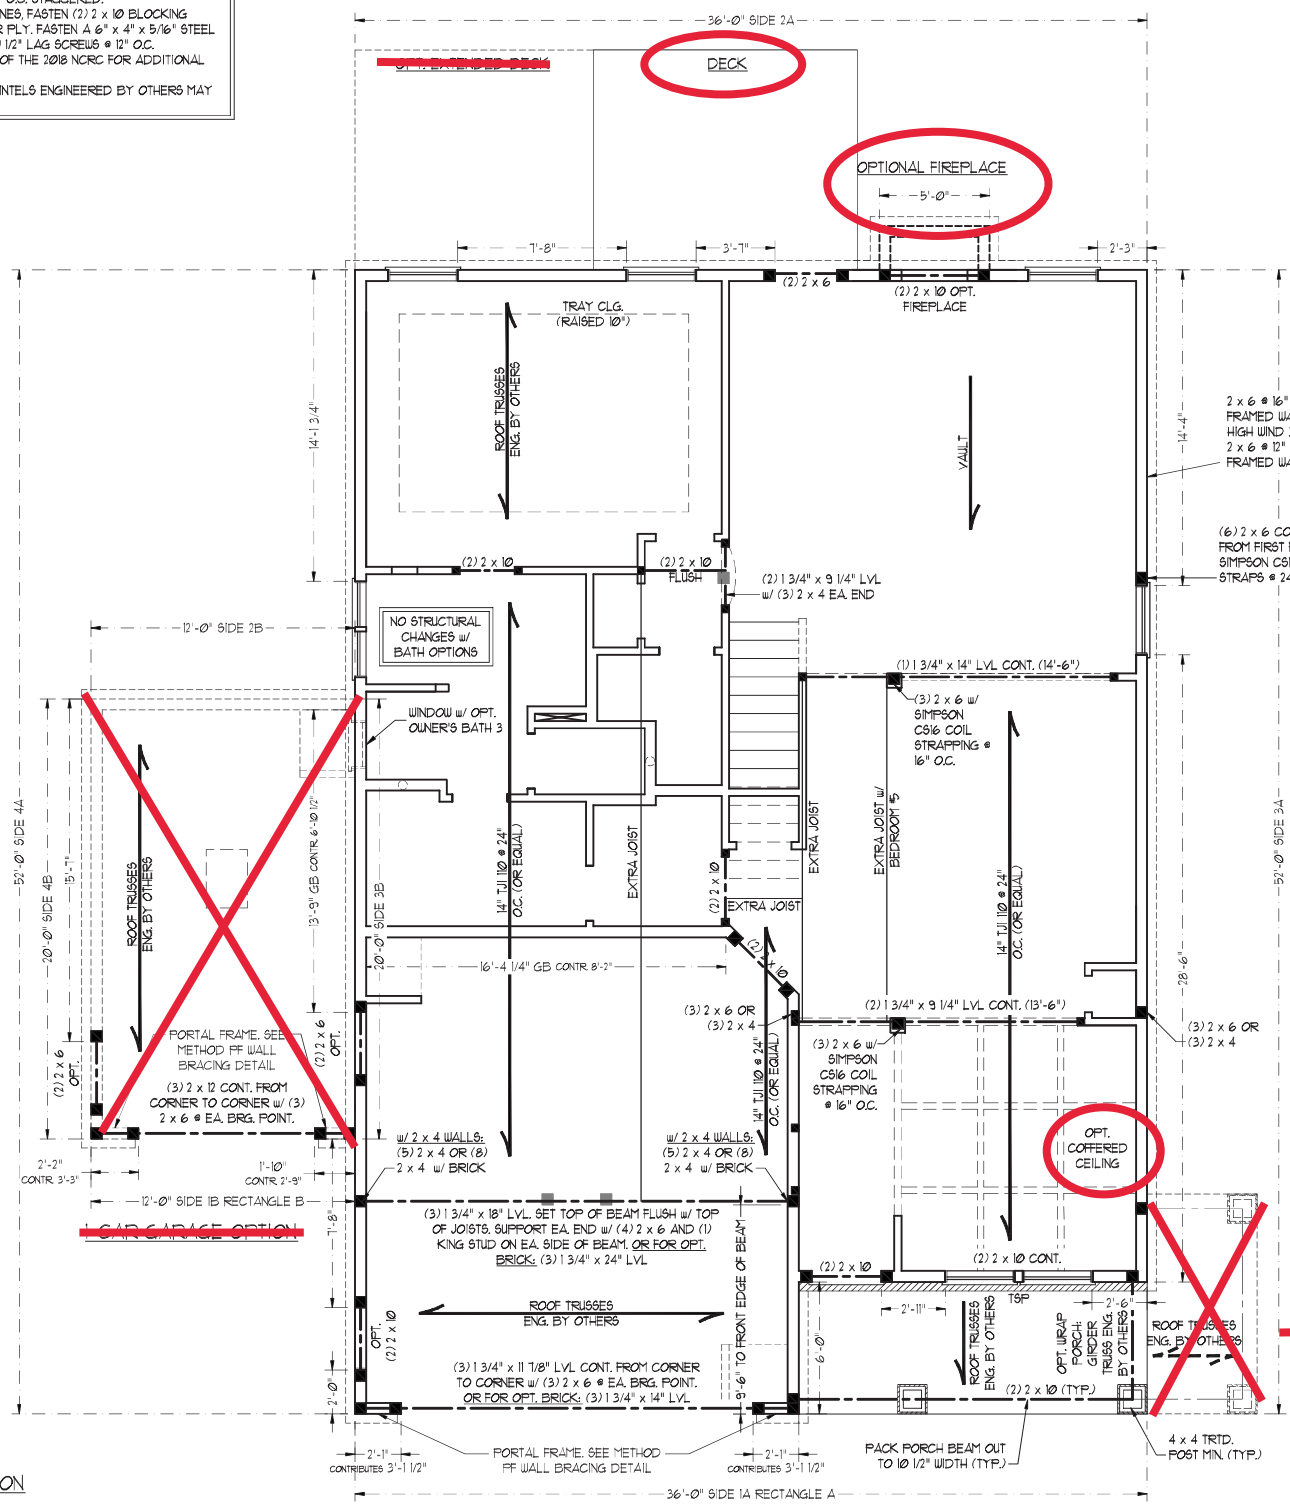 NES, FASTEN (2) 2 x 10 BLOCKING
R PLY. FASTEN A 6" x 4" x 5/16" STEEL
1/2" LAG SCREWS @ 12" O.C.
OF THE 2018 NCRC FOR ADDITIONAL
INTELS ENGINEERED BY OTHERS MAY
36'-0" SIDE 2A
OPT. EXTENDED DECK
DECK
OPTIONAL FIREPLACE
5'-0"
7'-8"
3'-7"
2'-3"
(2) 2 x 6
(2) 2 x 10 OPT.
FIREPLACE
TRAY CLG.
(RAISED 10")
ROOF TRUSSES
ENG. BY OTHERS
14'-1 3/4"
VAULT
14'-4"
2 x 6 @ 16"
FRAMED WA
HIGH WIND
2 x 6 @ 12"
FRAMED WA
(6) 2 x 6 CO
FROM FIRST
SIMPSON CS1
STRAPS @ 24
(2) 2 x 10
(2) 2 x 10
FLUSH
(2) 1 3/4" x 9 1/4" LVL
w/ (3) 2 x 4 EA. END
NO STRUCTURAL
CHANGES w/
BATH OPTIONS
12'-0" SIDE 2B
(1) 1 3/4" x 14" LVL CONT. (14'-6")
(3) 2 x 6 w/
SIMPSON
CS16 COIL
STRAPPING @
16" O.C.
WINDOW w/ OPT.
OWNER'S BATH 3
52'-0" SIDE 4A
20'-0" SIDE 4B
15'-7"
ROOF TRUSSES
ENG. BY OTHERS
13'-9" GB CONTR. 6'-10 1/2"
20'-0" SIDE 3B
14" TJI 110 @ 24"
O.C. (OR EQUAL)
EXTRA JOIST
EXTRA JOIST
EXTRA JOIST w/
BEDROOM #5
14" TJI 110 @ 24"
O.C. (OR EQUAL)
52'-0" SIDE 3A
28'-6"
(2) 2 x 10
EXTRA JOIST
(2) 2 x 10
16'-4 1/4" GB CONTR. 8'-2"
(2) 1 3/4" x 9 1/4" LVL CONT. (13'-6")
(3) 2 x 6 OR
(3) 2 x 4
(3) 2 x 6 OR
(3) 2 x 4
(3) 2 x 6 w/
SIMPSON
CS16 COIL
STRAPPING
@ 16" O.C.
14" TJI 110 @ 24"
O.C. (OR EQUAL)
PORTAL FRAME. SEE
METHOD PF WALL
BRACING DETAIL
(2) 2 x 6
OPT.
(2) 2 x 6
OPT.
(3) 2 x 12 CONT. FROM
CORNER TO CORNER w/ (3)
2 x 6 @ EA. BRG. POINT.
OPT.
COFFERED
CEILING
w/ 2 x 4 WALLS:
(5) 2 x 4 OR (8)
2 x 4 w/ BRICK
w/ 2 x 4 WALLS:
(5) 2 x 4 OR (8)
2 x 4 w/ BRICK
2'-2"
CONTR. 3'-3"
1'-10"
CONTR. 2'-9"
12'-0" SIDE 1B RECTANGLE B
1 CAR GARAGE OPTION
7'-8"
(3) 1 3/4" x 18" LVL. SET TOP OF BEAM FLUSH w/ TOP
OF JOISTS. SUPPORT EA. END w/ (4) 2 x 6 AND (1)
KING STUD ON EA. SIDE OF BEAM. OR FOR OPT.
BRICK: (3) 1 3/4" x 24" LVL
(2) 2 x 10
(2) 2 x 10 CONT.
TSP
2'-11"
2'-6"
ROOF TRUSSES
ENG. BY OTHERS
OPT.
(2) 2 x 10
9'-6" TO FRONT EDGE OF BEAM
6'-0"
ROOF TRUSSES
ENG. BY OTHERS
OPT. WRAP
PORCH:
GIRDER
TRUSS ENG.
BY OTHERS
ROOF TRUSSES
ENG. BY OTHERS
(3) 1 3/4" x 11 7/8" LVL CONT. FROM CORNER
TO CORNER w/ (3) 2 x 6 @ EA. BRG. POINT.
OR FOR OPT. BRICK: (3) 1 3/4" x 14" LVL
2'-0"
(2) 2 x 10 (TYP.)
2'-1"
CONTRIBUTES 3'-1 1/2"
PORTAL FRAME. SEE METHOD
PF WALL BRACING DETAIL
2'-1"
CONTRIBUTES 3'-1 1/2"
PACK PORCH BEAM OUT
TO 10 1/2" WIDTH (TYP.)
4 x 4 TRTD.
POST MIN. (TYP.)
ON
36'-0" SIDE 1A RECTANGLE A